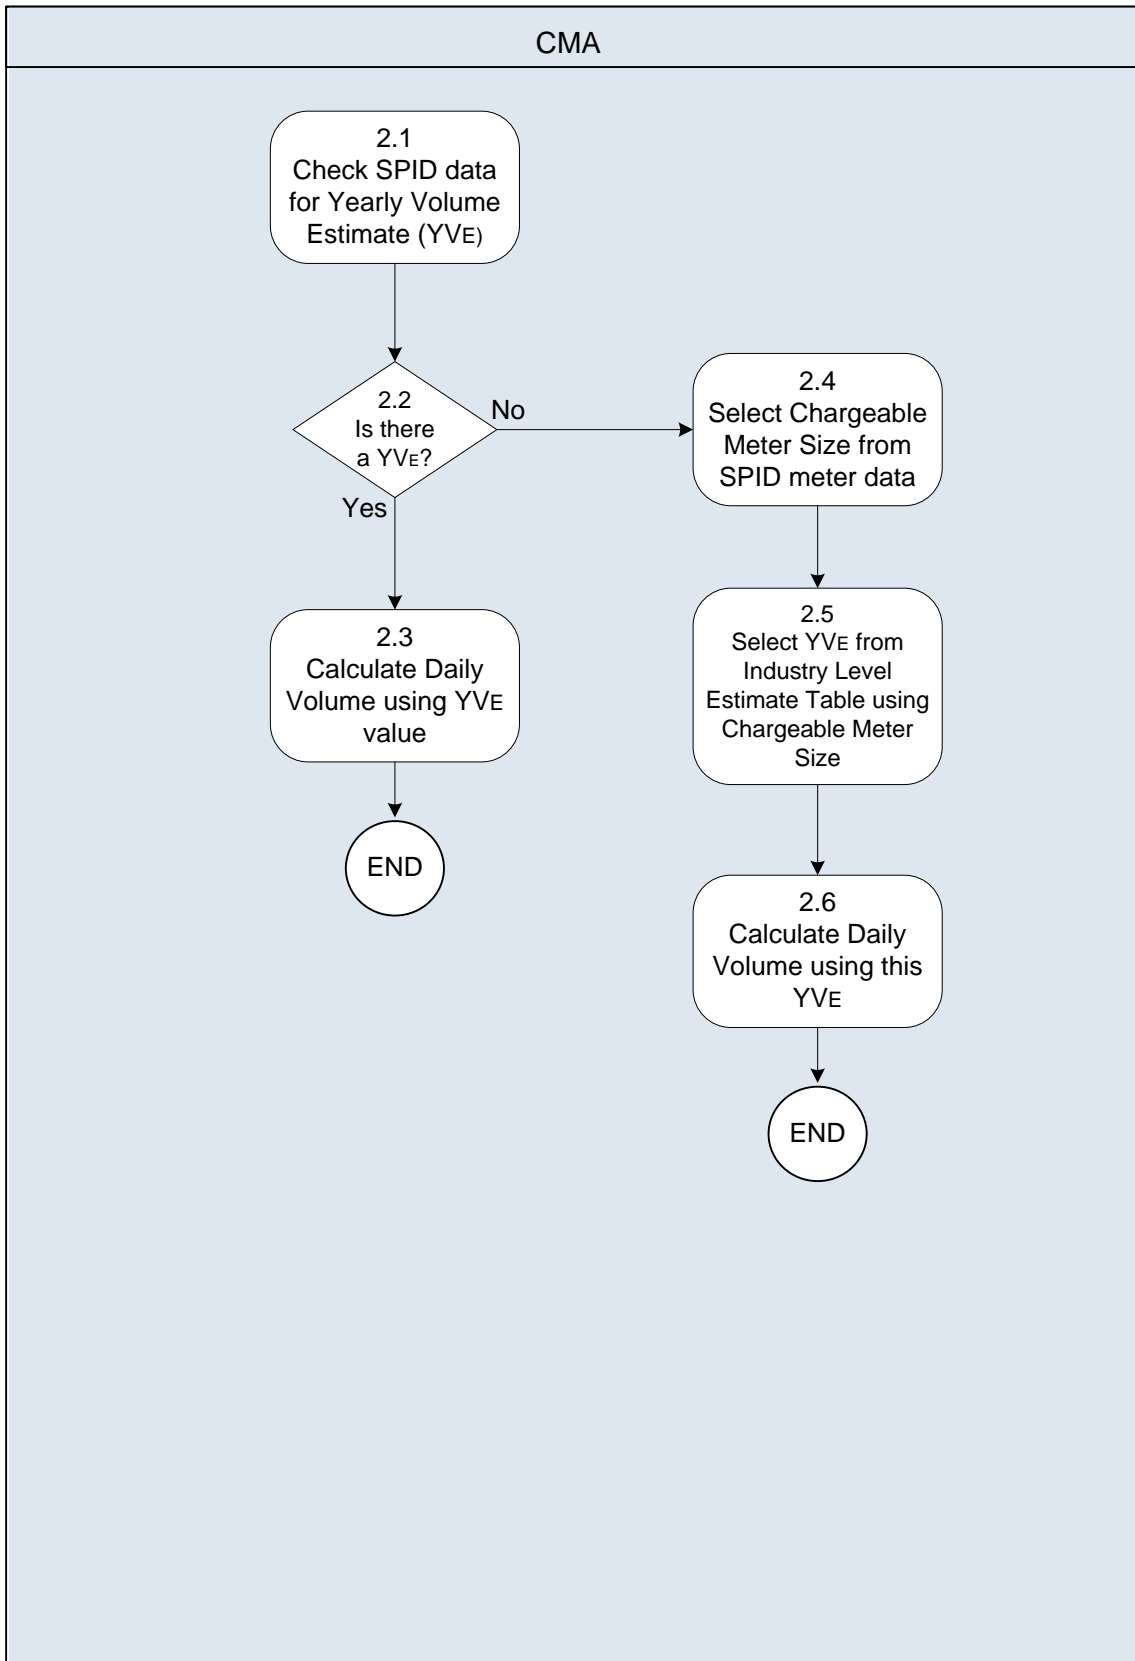 CMA
2.1
Check SPID data
for Yearly Volume
Estimate (YVE)
2.2
Is there
a YVE?
No
Yes
2.3
Calculate Daily
Volume using YVE
value
END
2.4
Select Chargeable
Meter Size from
SPID meter data
2.5
Select YVE from
Industry Level
Estimate Table using
Chargeable Meter
Size
2.6
Calculate Daily
Volume using this
YVE
END